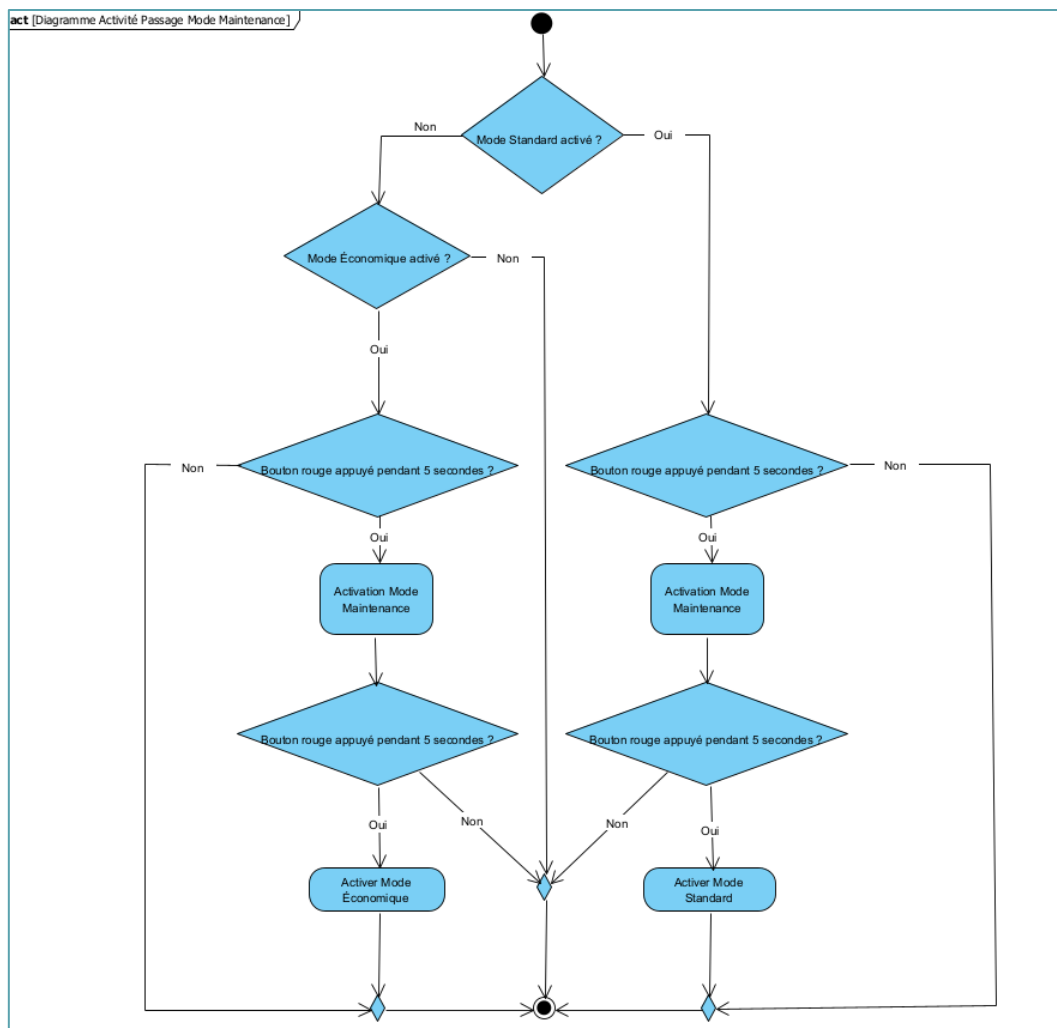 act [Diagramme Activité Passage Mode Maintenance]
Mode Standard activé ?
Non
Oui
Mode Économique activé ?
Non
Oui
Bouton rouge appuyé pendant 5 secondes ?
Non
Bouton rouge appuyé pendant 5 secondes ?
Non
Oui
Oui
Activation Mode
Maintenance
Activation Mode
Maintenance
Bouton rouge appuyé pendant 5 secondes ?
Bouton rouge appuyé pendant 5 secondes ?
Oui
Non
Non
Oui
Activer Mode
Économique
Activer Mode
Standard